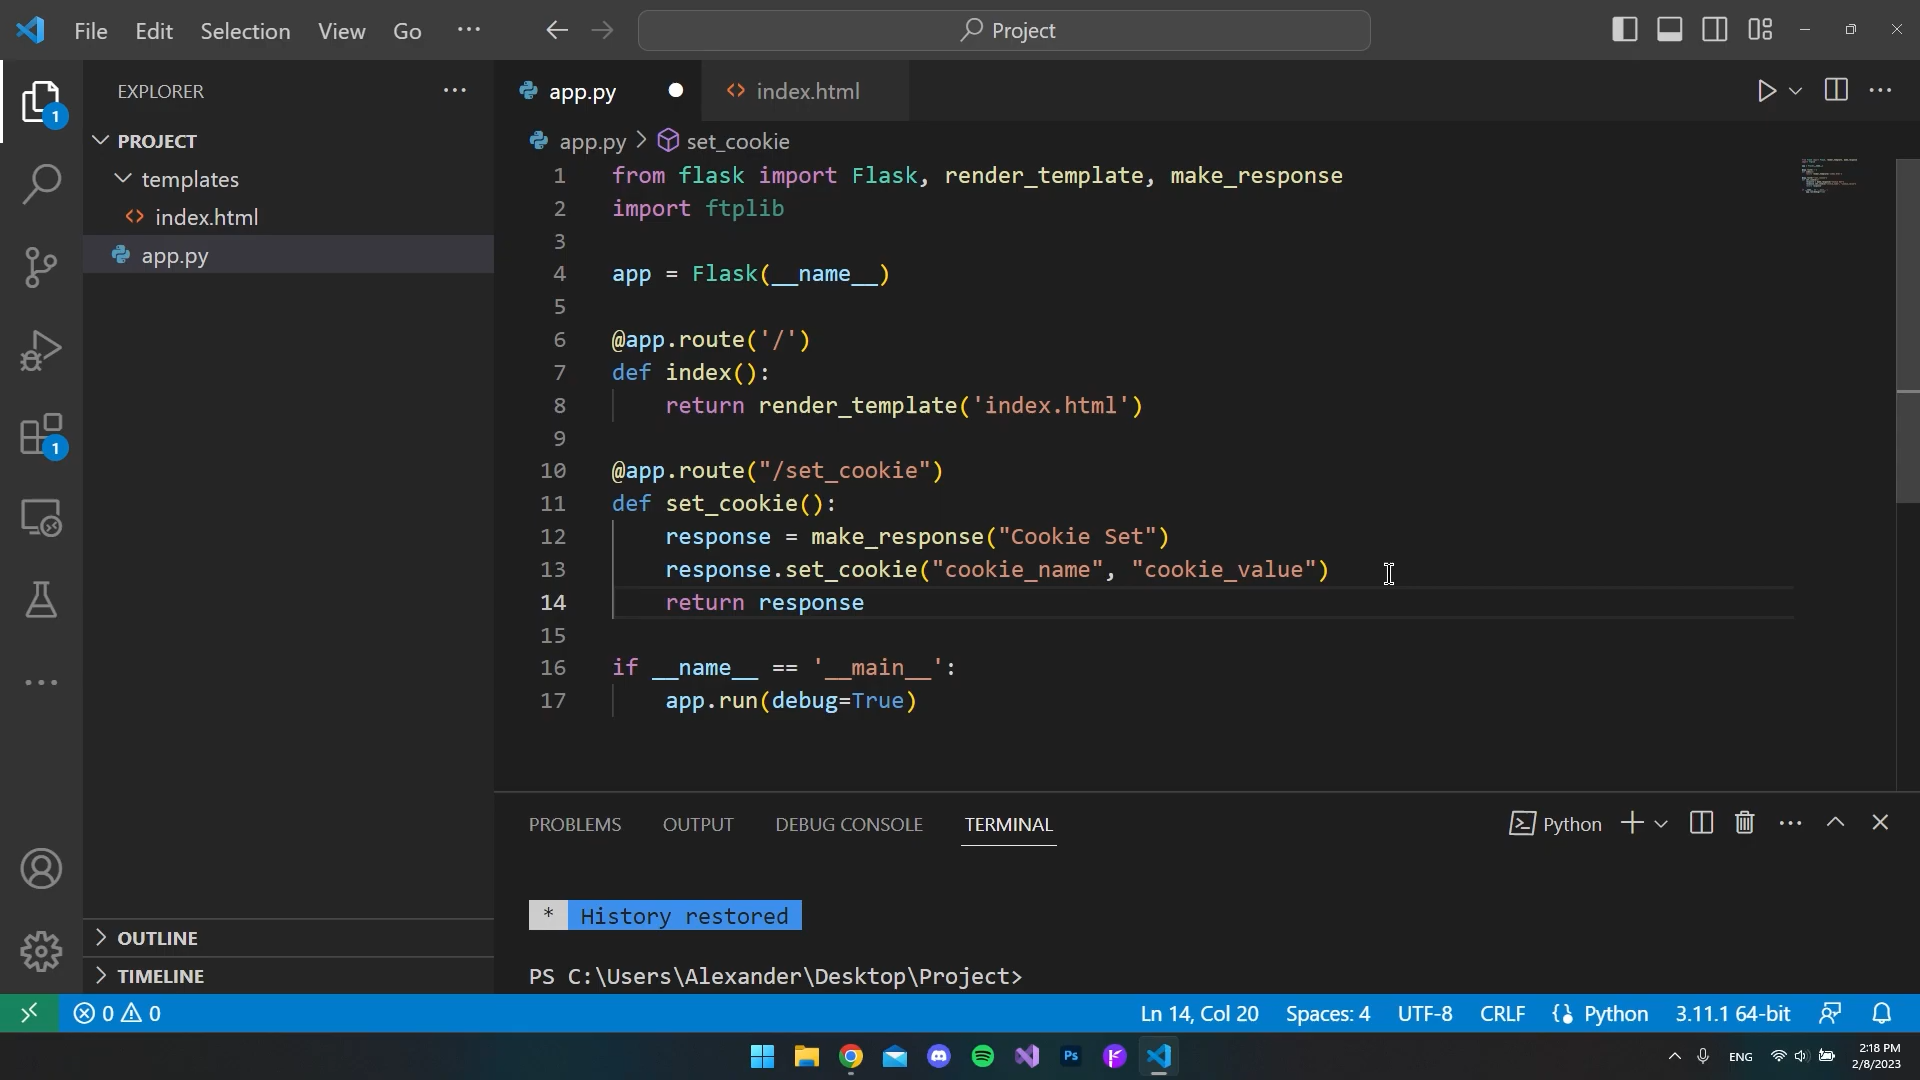 File Edit Selection View Go ···
Project
EXPLORER
PROJECT
templates
index.html
app.py
1
1
app.py
index.html
app.py > set_cookie
1 from flask import Flask, render_template, make_response
2 import ftplib
3
4 app = Flask(__name__)
5
6 @app.route('/')
7 def index():
8 return render_template('index.html')
9
10 @app.route("/set_cookie")
11 def set_cookie():
12 response = make_response("Cookie Set")
13 response.set_cookie("cookie_name", "cookie_value")
14 return response
15
16 if __name__ == '__main__':
17 app.run(debug=True)
PROBLEMS OUTPUT DEBUG CONSOLE TERMINAL
Python
* History restored
PS C:\Users\Alexander\Desktop\Project>
OUTLINE
TIMELINE
0 0
Ln 14, Col 20 Spaces: 4 UTF-8 CRLF Python 3.11.1 64-bit
Ps
ENG
2:18 PM
2/8/2023